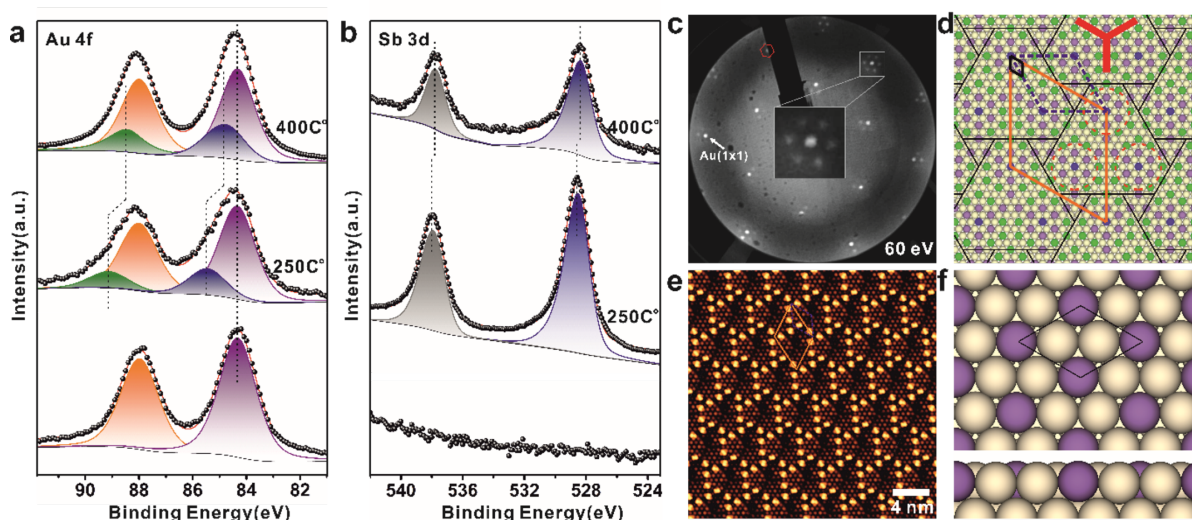 a
Au 4f
400C°
250C°
Intensity(a.u.)
90 88 86 84 82
Binding Energy(eV)
b
Sb 3d
400C°
250C°
Intensity(a.u.)
540 536 532 528 524
Binding Energy(eV)
c
Au(1x1)
60 eV
d
e
4 nm
f